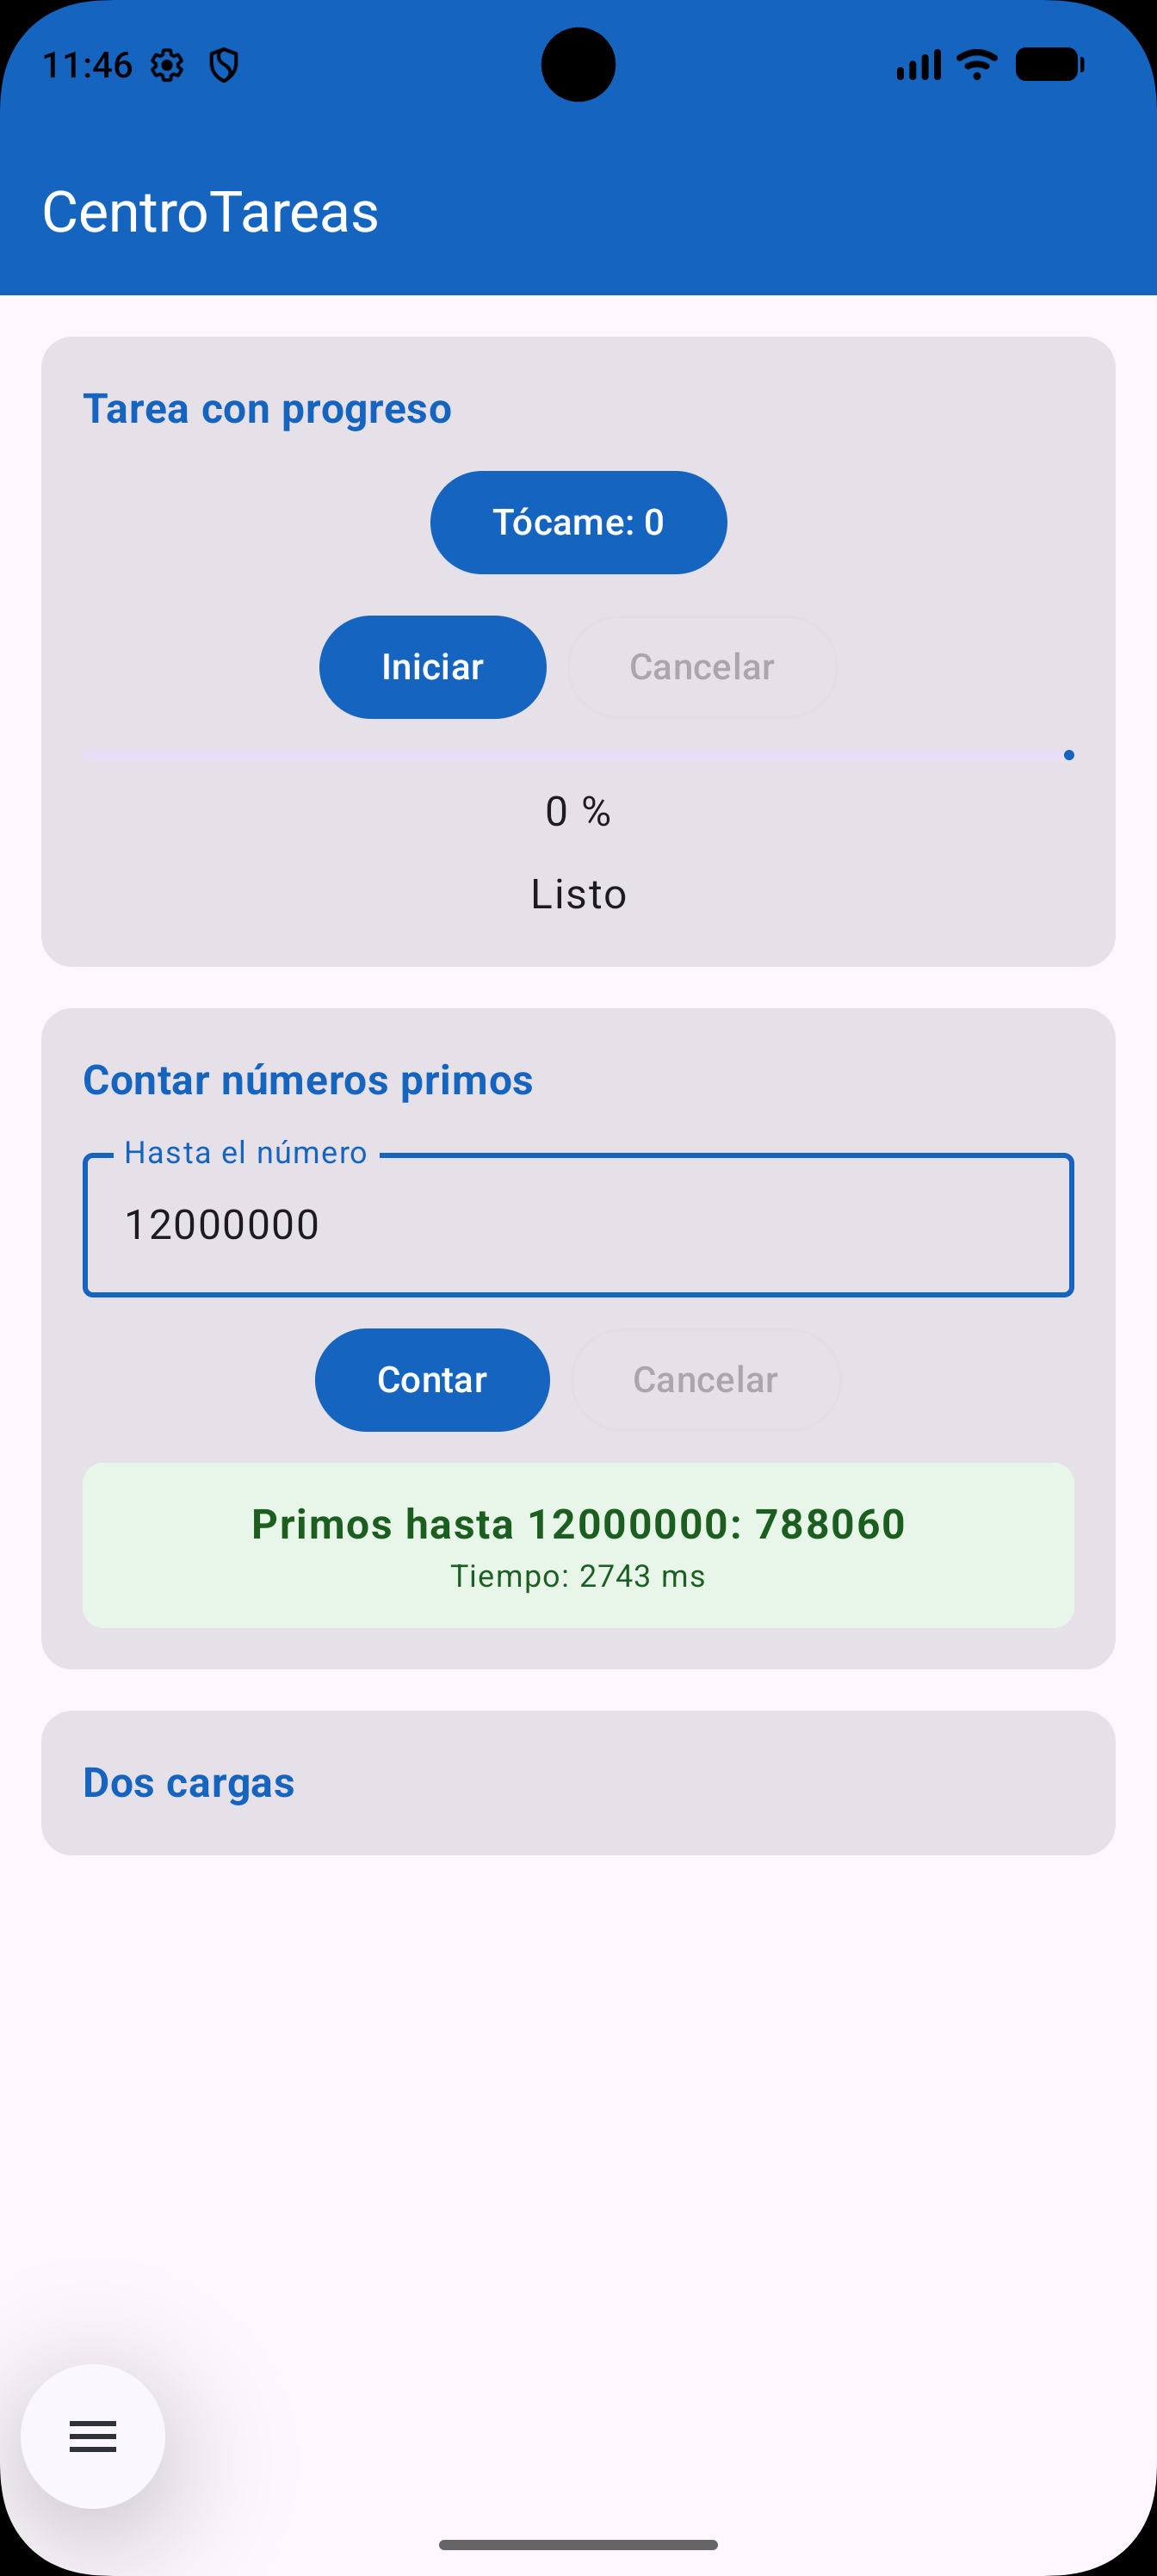 11:46
CentroTareas
Tarea con progreso
Tócame: 0
Iniciar Cancelar
0 %
Listo
Contar números primos
Hasta el número
12000000
Contar Cancelar
Primos hasta 12000000: 788060
Tiempo: 2743 ms
Dos cargas